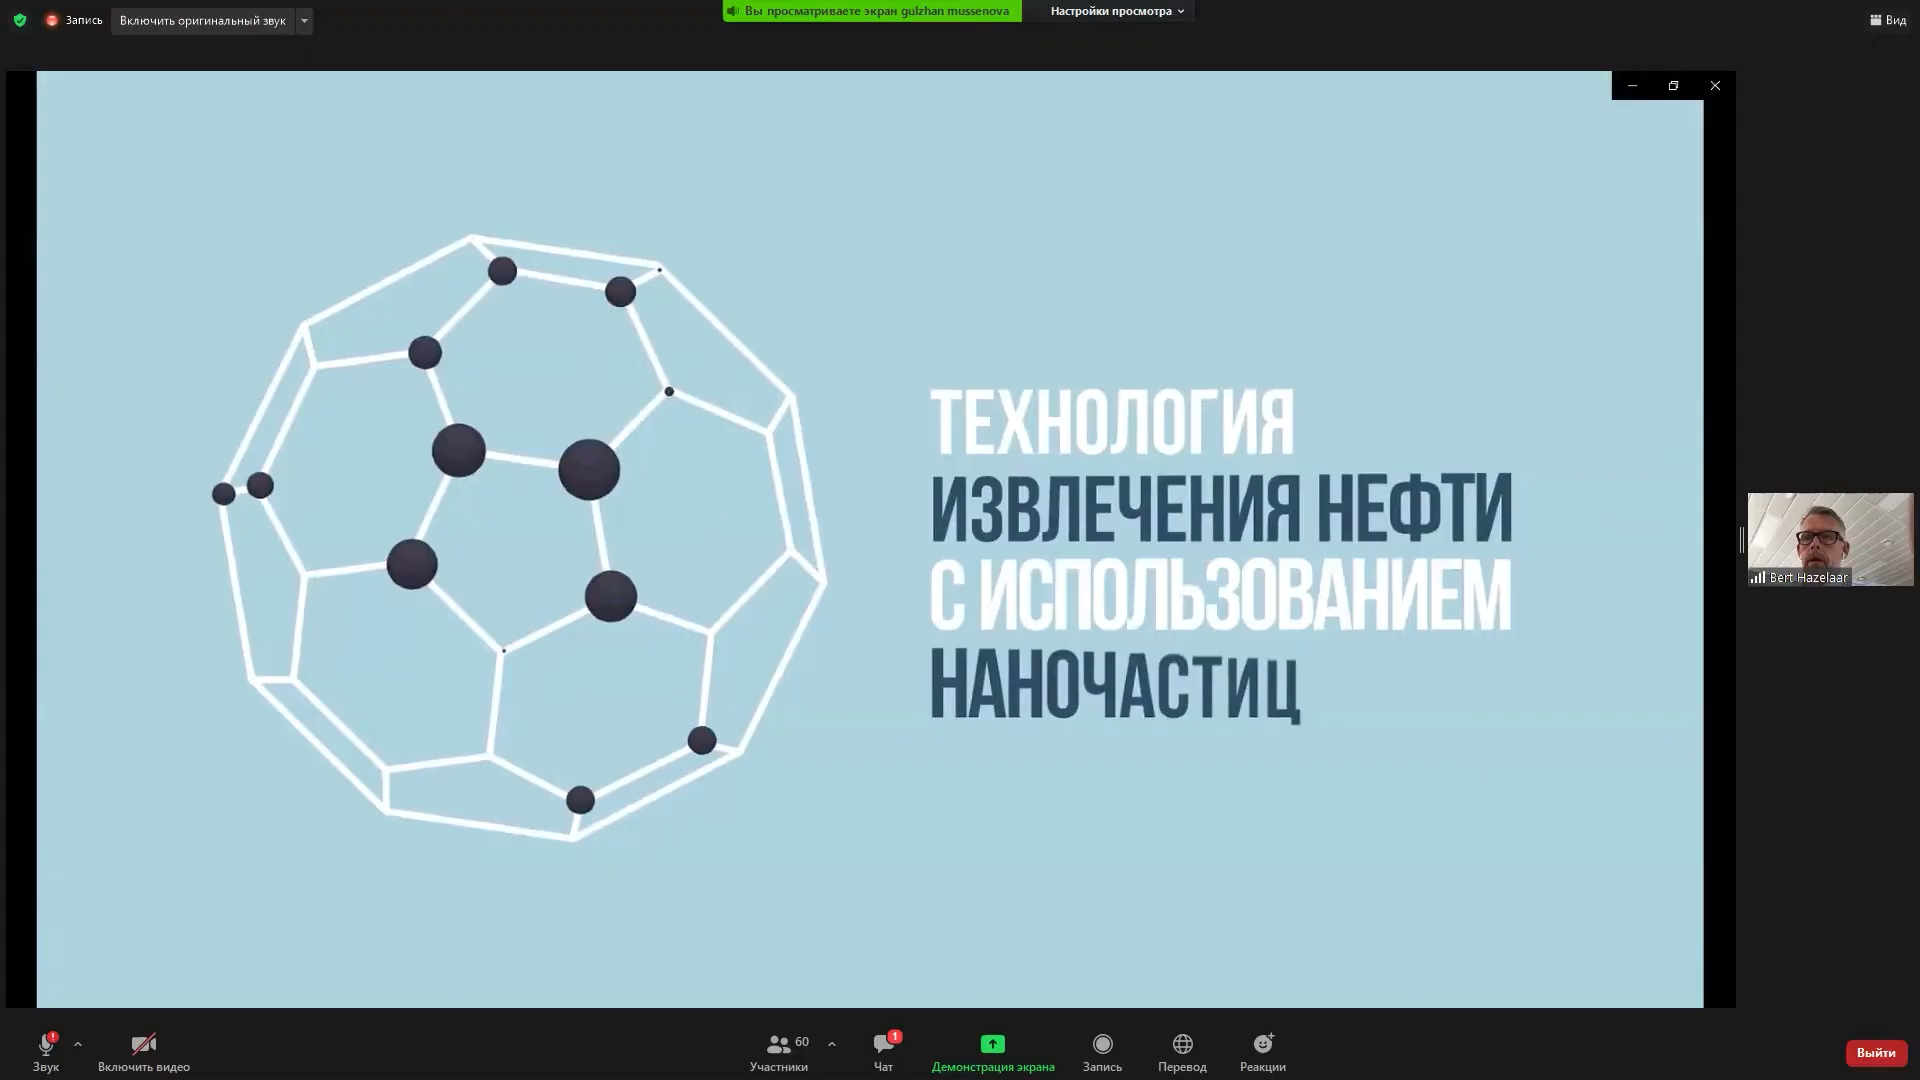 Запись
Включить оригинальный звук
Вы просматриваете экран gulzhan mussenova
Настройки просмотра
Вид
ТЕХНОЛОГИЯ
ИЗВЛЕЧЕНИЯ НЕФТИ
С ИСПОЛЬЗОВАНИЕМ
НАНОЧАСТИЦ
Bert Hazelaar
Звук
Включить видео
60
Участники
1
Чат
Демонстрация экрана
Запись
Перевод
Реакции
Выйти